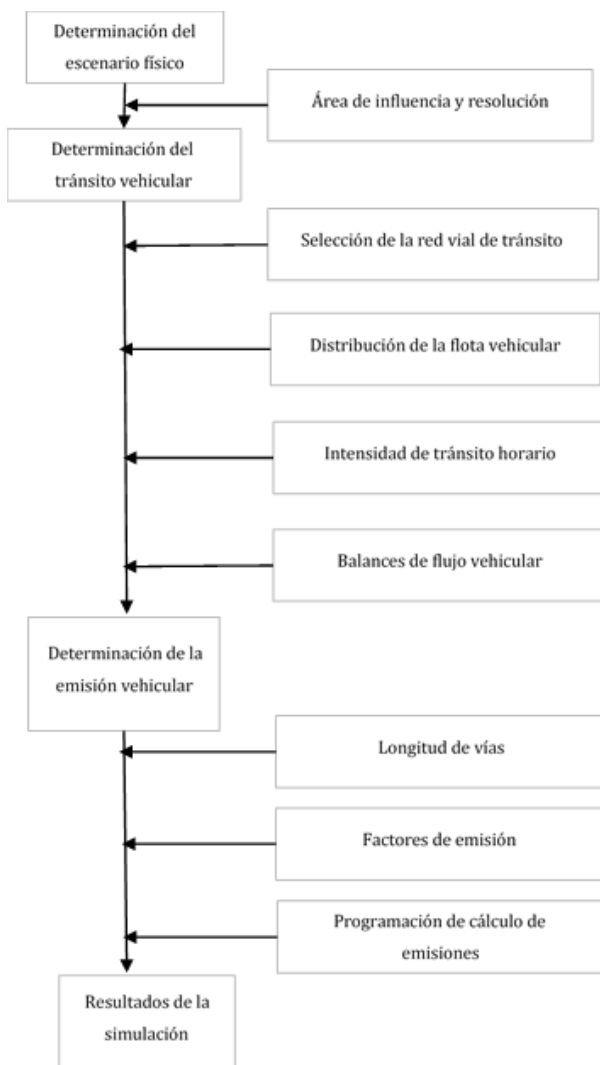 Determinación del
escenario físico
Área de influencia y resolución
Determinación del
tránsito vehicular
Selección de la red vial de tránsito
Distribución de la flota vehicular
Intensidad de tránsito horario
Balances de flujo vehicular
Determinación de la
emisión vehicular
Longitud de vías
Factores de emisión
Programación de cálculo de
emisiones
Resultados de la
simulación